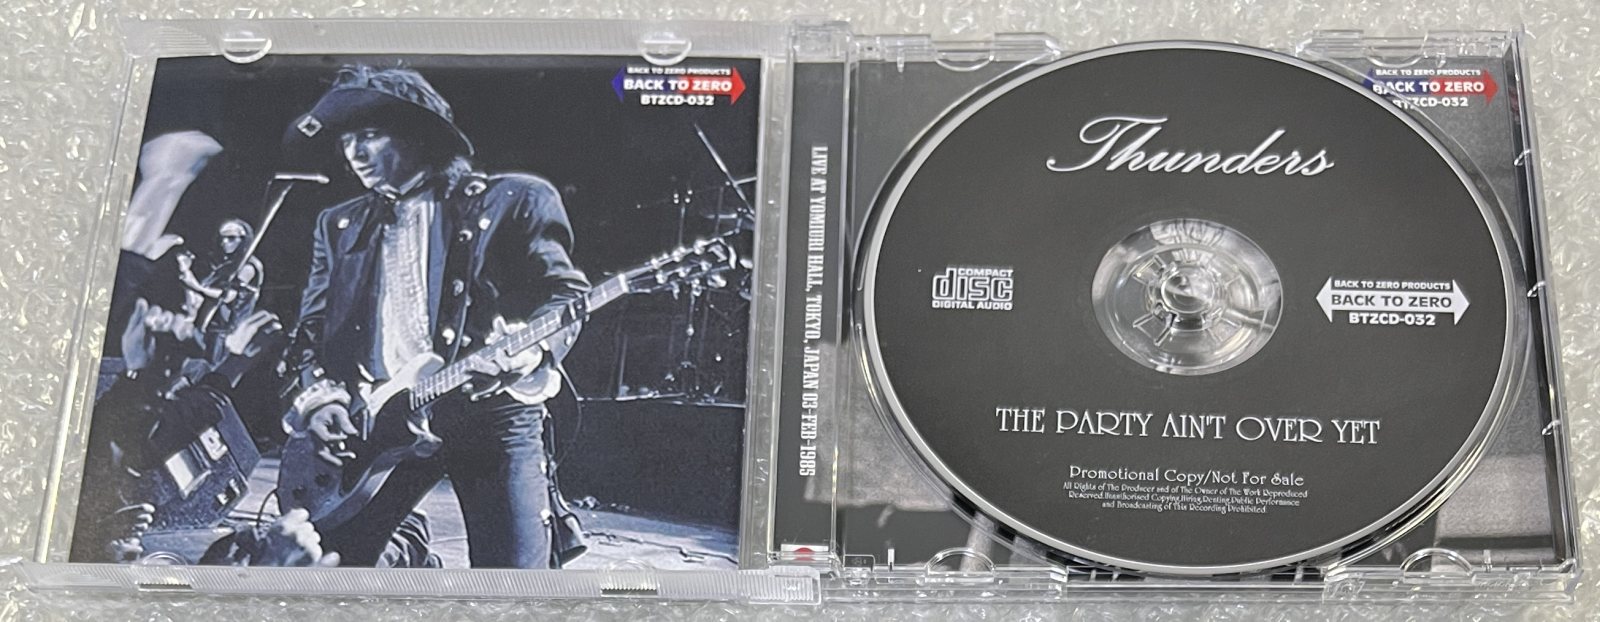 BACK TO ZERO PRODUCTS
BACK TO ZERO
BTZCD-032
LIVE AT YOMIURI HALL, TOKYO, JAPAN 03-FEB-1985
BACK TO ZERO PRODUCTS
BACK TO ZERO
BTZCD-032
Thunders
COMPACT
disc
DIGITAL AUDIO
BACK TO ZERO PRODUCTS
BACK TO ZERO
BTZCD-032
THE PARTY AIN'T OVER YET
Promotional Copy/Not For Sale
All Rights of The Producer and of The Owner of The Work Reproduced
Reserved.Unauthorised Copying,Hiring,Renting,Public Performance
and Broadcasting of This Recording Prohibited.